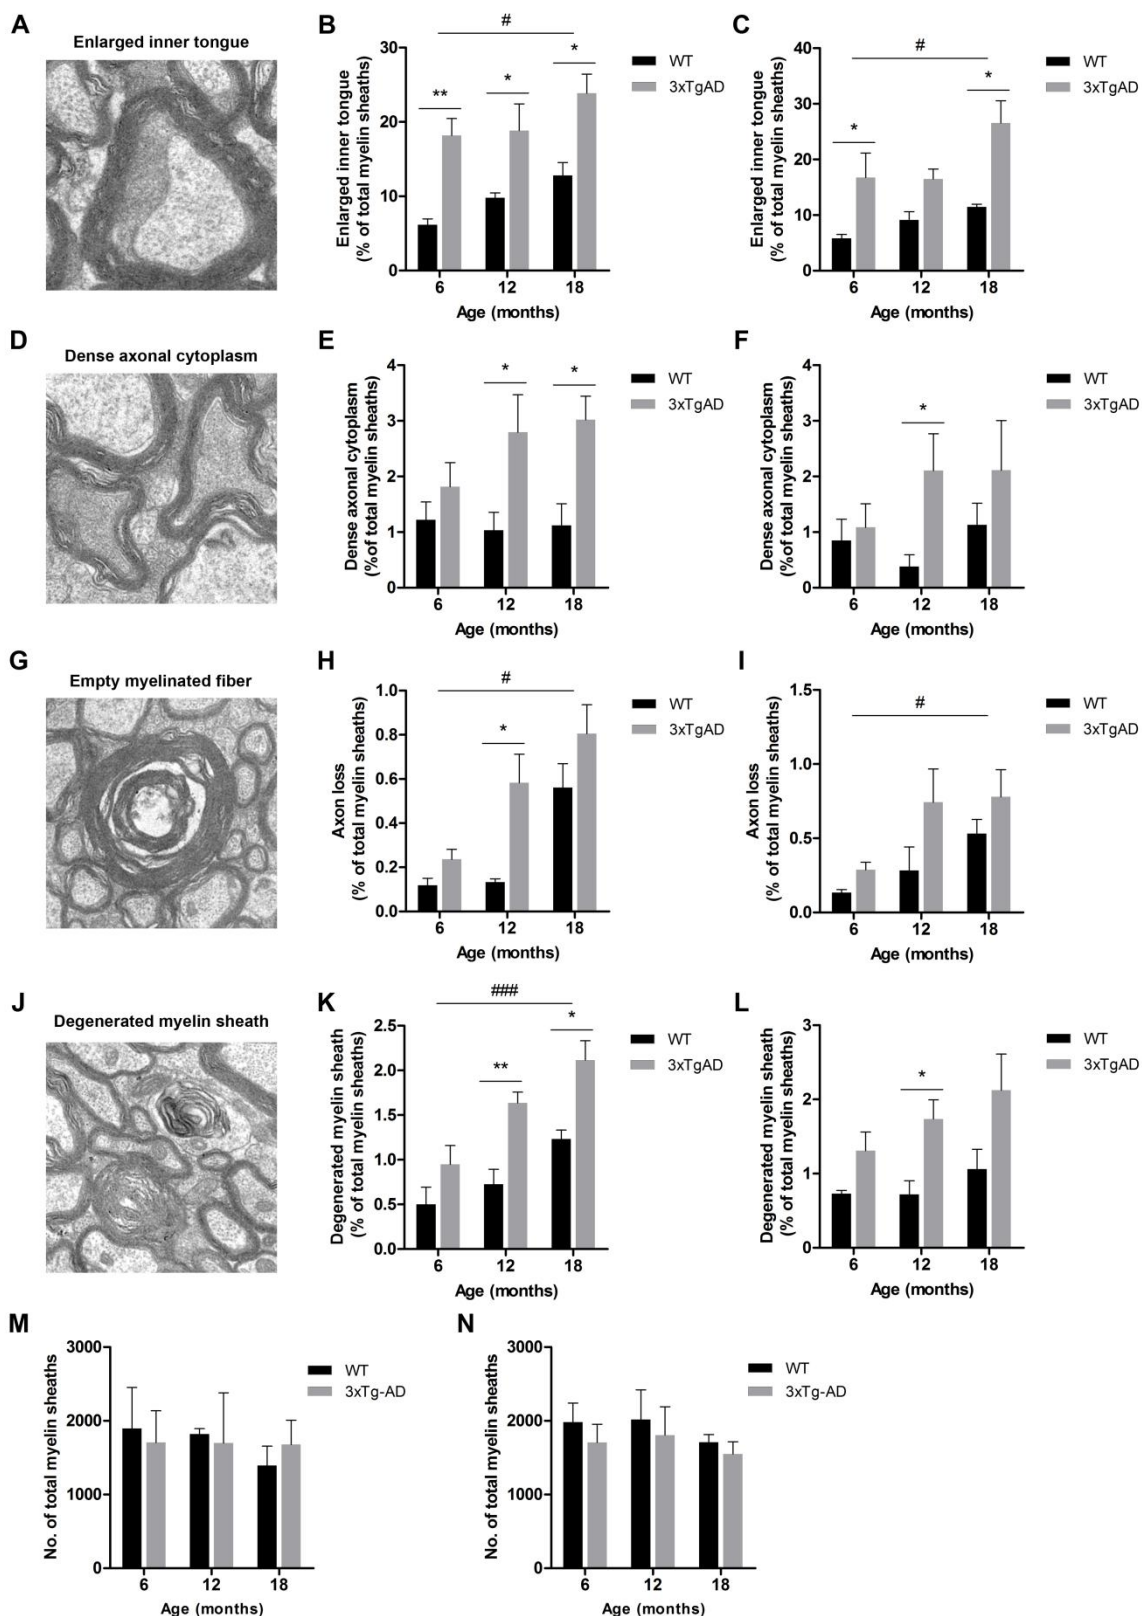 A
Enlarged inner tongue
B
#
**
*
*
30
20
10
0
6
12
18
Age (months)
Enlarged inner tongue
(% of total myelin sheaths)
WT
3xTgAD
C
#
*
*
40
30
20
10
0
6
12
18
Age (months)
Enlarged inner tongue
(% of total myelin sheaths)
WT
3xTgAD
D
Dense axonal cytoplasm
E
*
*
4
3
2
1
0
6
12
18
Age (months)
Dense axonal cytoplasm
(%of total myelin sheaths)
WT
3xTgAD
F
*
4
3
2
1
0
6
12
18
Age (months)
Dense axonal cytoplasm
(%of total myelin sheaths)
WT
3xTgAD
G
Empty myelinated fiber
H
#
*
1.0
0.8
0.6
0.4
0.2
0.0
6
12
18
Age (months)
Axon loss
(% of total myelin sheaths)
WT
3xTgAD
I
#
1.5
1.0
0.5
0.0
6
12
18
Age (months)
Axon loss
(% of total myelin sheaths)
WT
3xTgAD
J
Degenerated myelin sheath
K
###
**
*
2.5
2.0
1.5
1.0
0.5
0.0
6
12
18
Age (months)
Degenerated myelin sheath
(% of total myelin sheaths)
WT
3xTgAD
L
*
3
2
1
0
6
12
18
Age (months)
Degenerated myelin sheath
(% of total myelin sheaths)
WT
3xTgAD
M
3000
2000
1000
0
6
12
18
Age (months)
No. of total myelin sheaths
WT
3xTg-AD
N
3000
2000
1000
0
6
12
18
Age (months)
No. of total myelin sheaths
WT
3xTg-AD